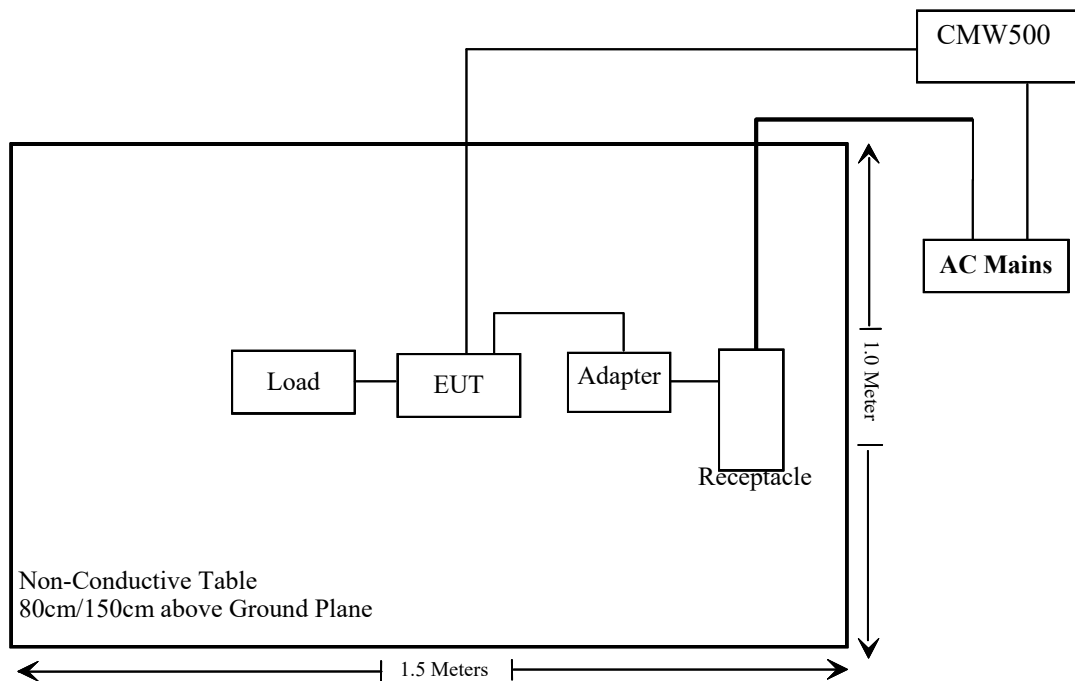 CMW500
AC Mains
Load
EUT
Adapter
Receptacle
1.0 Meter
Non-Conductive Table
80cm/150cm above Ground Plane
1.5 Meters